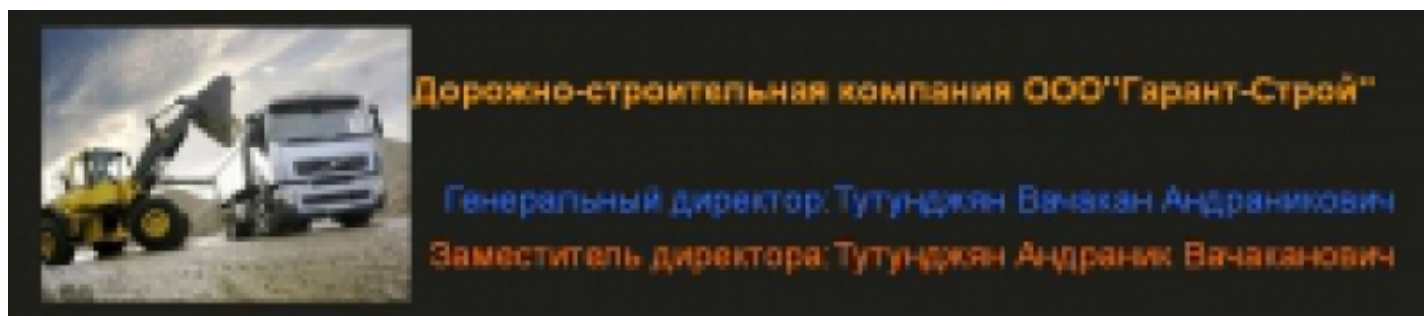 Дорожно-строительная компания ООО"Гарант-Строй"
Генеральный директор:Тутунджян Вачакан Андраникович
Заместитель директора:Тутунджян Андраник Вачаканович